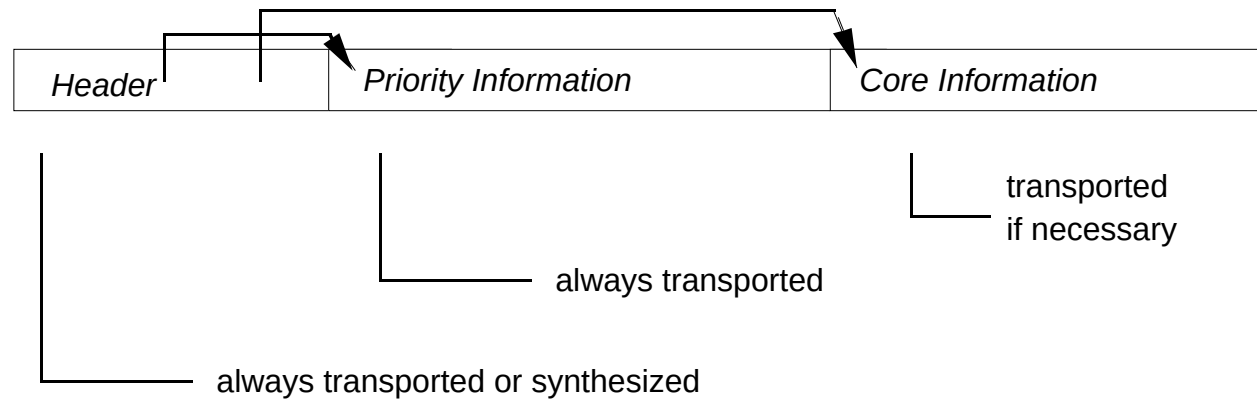 Header
Priority Information
Core Information
transported
if necessary
always transported
always transported or synthesized